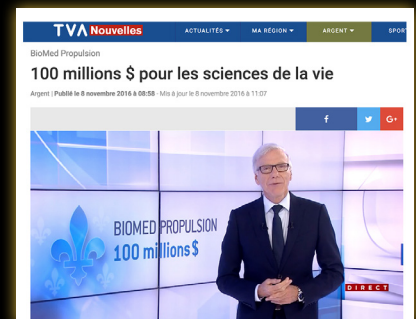 TVA Nouvelles
ACTUALITÉS ▾ MA RÉGION ▾ ARGENT ▾ SPOR
BioMed Propulsion
100 millions $ pour les sciences de la vie
Argent | Publié le 8 novembre 2016 à 08:58 - Mis à jour le 8 novembre 2016 à 11:07
f G+
BIOMED PROPULSION
100 millions $
DIRECT